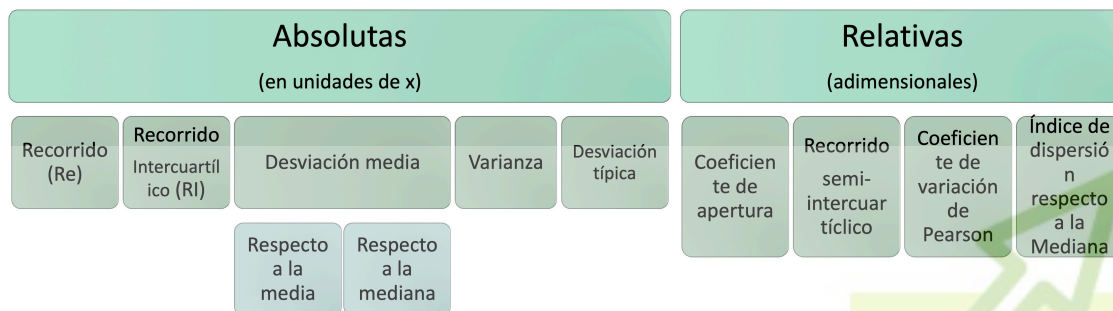 Absolutas
(en unidades de x)
Relativas
(adimensionales)
Recorrido
(Re)
Recorrido
Intercuartíl
ico (RI)
Desviación media
Varianza
Desviación
típica
Coeficien
te de
apertura
Recorrido
semi-
intercuar
tíclico
Coeficien
te de
variación
de
Pearson
Índice de
dispersió
n
respecto
a la
Mediana
Respecto
a la
media
Respecto
a la
mediana